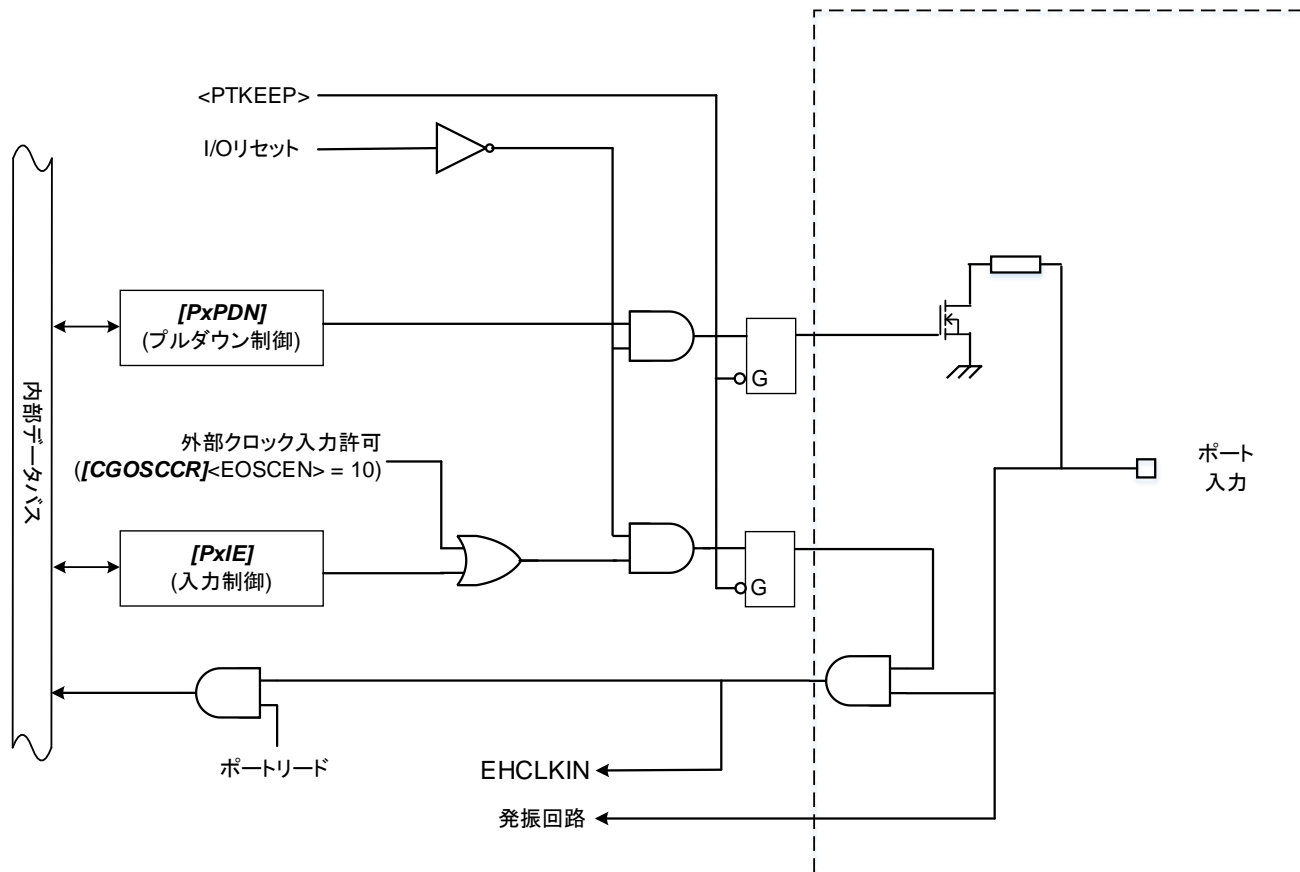 <PTKEEP>
I/Oリセット
[PxPDN]
(プルダウン制御)
G
内部データバス
外部クロック入力許可
([CGOSCCR]<EOSCEN> = 10)
ポート
入力
[PxIE]
(入力制御)
G
ポートリード
EHCLKIN
発振回路